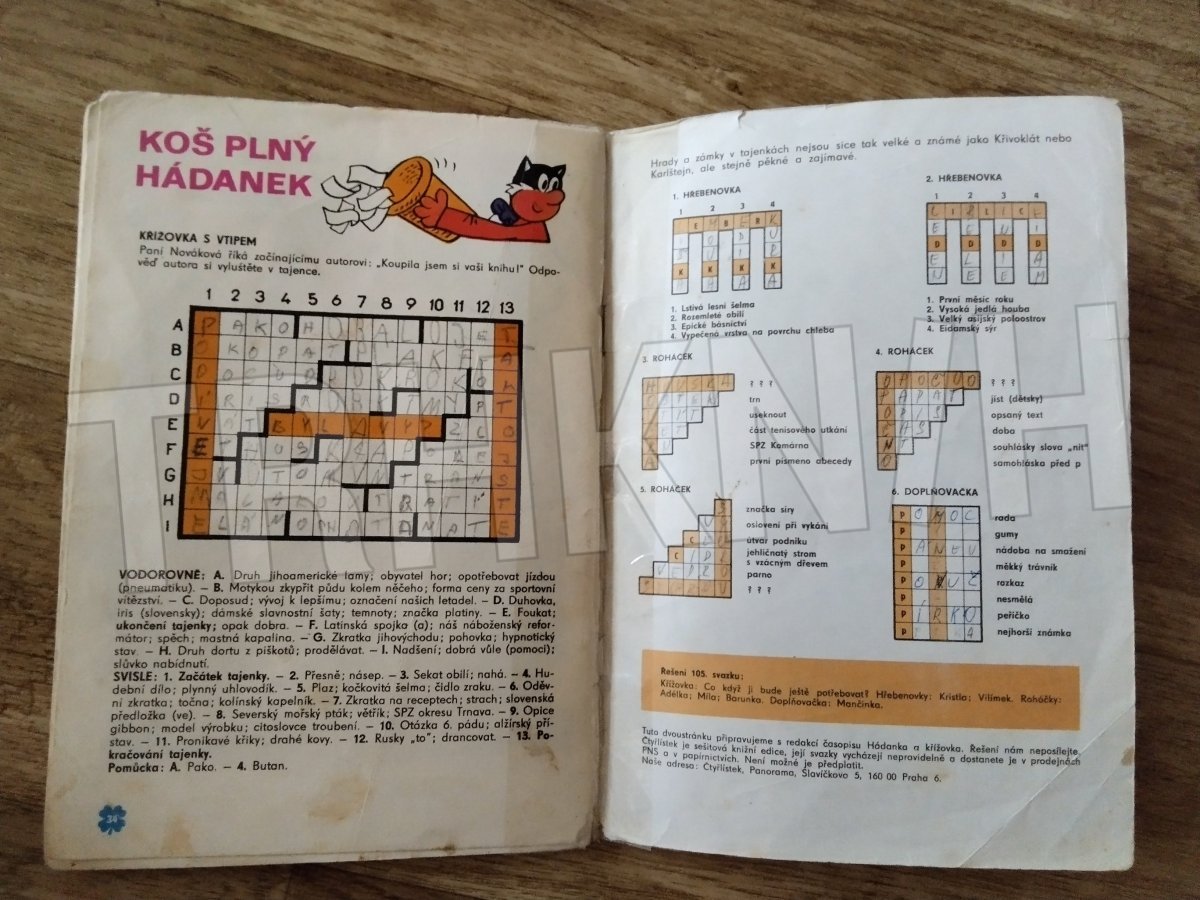 KOŠ PLNÝ
HÁDANEK
KŘÍŽOVKA S VTIPEM
Paní Nováková říká začínajícímu autorovi: „Koupila jsem si vaši knihu!" Odpo-
věď autora si vyluštěte v tajence.
1 2 3 4 5 6 7 8 9 10 11 12 13
A
B
C
D
E
F
G
H
I
VODOROVNĚ: A. Druh jihoamerické lamy; obyvatel hor; opotřebovat jízdou
(pneumatiku). – B. Motykou zkypřit půdu kolem něčeho; forma ceny za sportovní
vítězství. – C. Doposud; vývoj k lepšímu; označení našich letadel. – D. Duhovka,
iris (slovensky); dámské slavnostní šaty; temnoty; značka platiny. – E. Foukat;
ukončení tajenky; opak dobra. – F. Latinská spojka (a); náš náboženský refor-
mátor; spěch; mastná kapalina. – G. Zkratka jihovýchodu; pohovka; hypnotický
stav. – H. Druh dortu z piškotů; prodělávat. – I. Nadšení; dobrá vůle (pomoci);
slůvko nabídnutí.
SVISLE: 1. Začátek tajenky. – 2. Přesně; násep. – 3. Sekat obilí; nahá. – 4. Hu-
dební dílo; plynný uhlovodík. – 5. Plaz; kočkovitá šelma; čidlo zraku. – 6. Oděv-
ní zkratka; točna; kolínský kapelník. – 7. Zkratka na receptech; strach; slovenská
předložka (ve). – 8. Severský mořský pták; větřík; SPZ okresu Trnava. – 9. Opice
gibbon; model výrobku; citoslovce troubení. – 10. Otázka 6. pádu; alžírský pří-
stav. – 11. Pronikavé křiky; drahé kovy. – 12. Rusky „to"; drancovat. – 13. Po-
kračování tajenky.
Pomůcka: A. Pako. – 4. Butan.
34
Hrady a zámky v tajenkách nejsou sice tak velké a známé jako Křivoklát nebo
Karlštejn, ale stejně pěkné a zajímavé.
1. HŘEBENOVKA
1 2 3 4
K K K K
1. Lstivá lesní šelma
2. Rozemleté obilí
3. Epické básnictví
4. Vypečená vrstva na povrchu chleba
2. HŘEBENOVKA
1 2 3 4
D D D D
1. První měsíc roku
2. Vysoká jedlá houba
3. Velký asijský poloostrov
4. Eidamský sýr
3. ROHÁČEK
? ? ?
trn
useknout
část tenisového utkání
SPZ Komárna
první písmeno abecedy
4. ROHÁČEK
? ? ?
jíst (dětsky)
opsaný text
doba
souhlásky slova „nit"
samohláska před p
5. ROHÁČEK
značka síry
oslovení při vykání
útvar podniku
jehličnatý strom
s vzácným dřevem
parno
? ? ?
6. DOPLŇOVAČKA
rada
gumy
nádoba na smažení
měkký trávník
rozkaz
nesmělá
peříčko
nejhorší známka
Řešení 105. svazku:
Křížovka: Co když ji bude ještě potřebovat? Hřebenovky: Kristla; Vilímek. Roháčky:
Adélka; Míla; Barunka. Doplňovačka: Mančinka.
Tuto dvoustránku připravujeme s redakcí časopisu Hádanka a křížovka. Řešení nám neposílejte.
Čtyřlístek je sešitová knižní edice, její svazky vycházejí nepravidelně a dostanete je v prodejnách
PNS a v papírnictvích. Není možné je předplatit.
Naše adresa: Čtyřlístek, Panorama, Slavíčkova 5, 160 00 Praha 6.